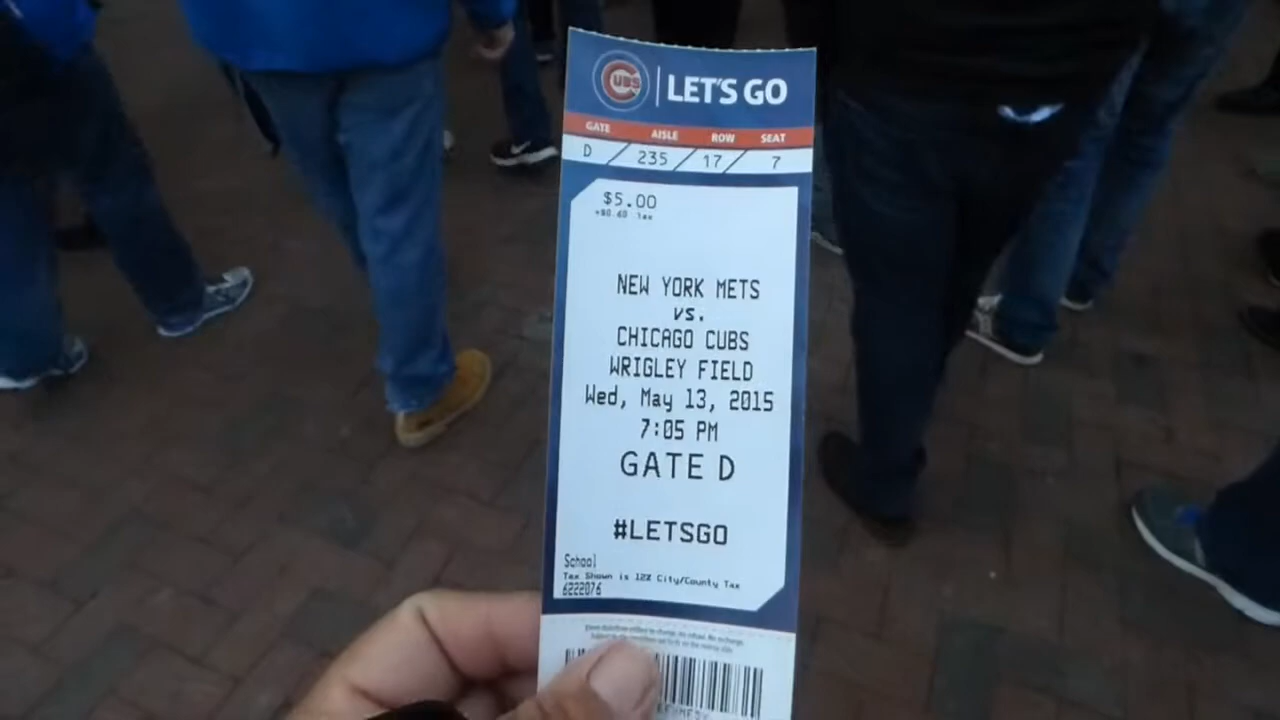 CUBS LET'S GO
GATE AISLE ROW SEAT
D 235 17 7
$5.00
+$0.60 Tax
NEW YORK METS
vs.
CHICAGO CUBS
WRIGLEY FIELD
Wed, May 13, 2015
7:05 PM
GATE D
#LETSGO
School
Tax Shown is 12% City/County Tax
6222076